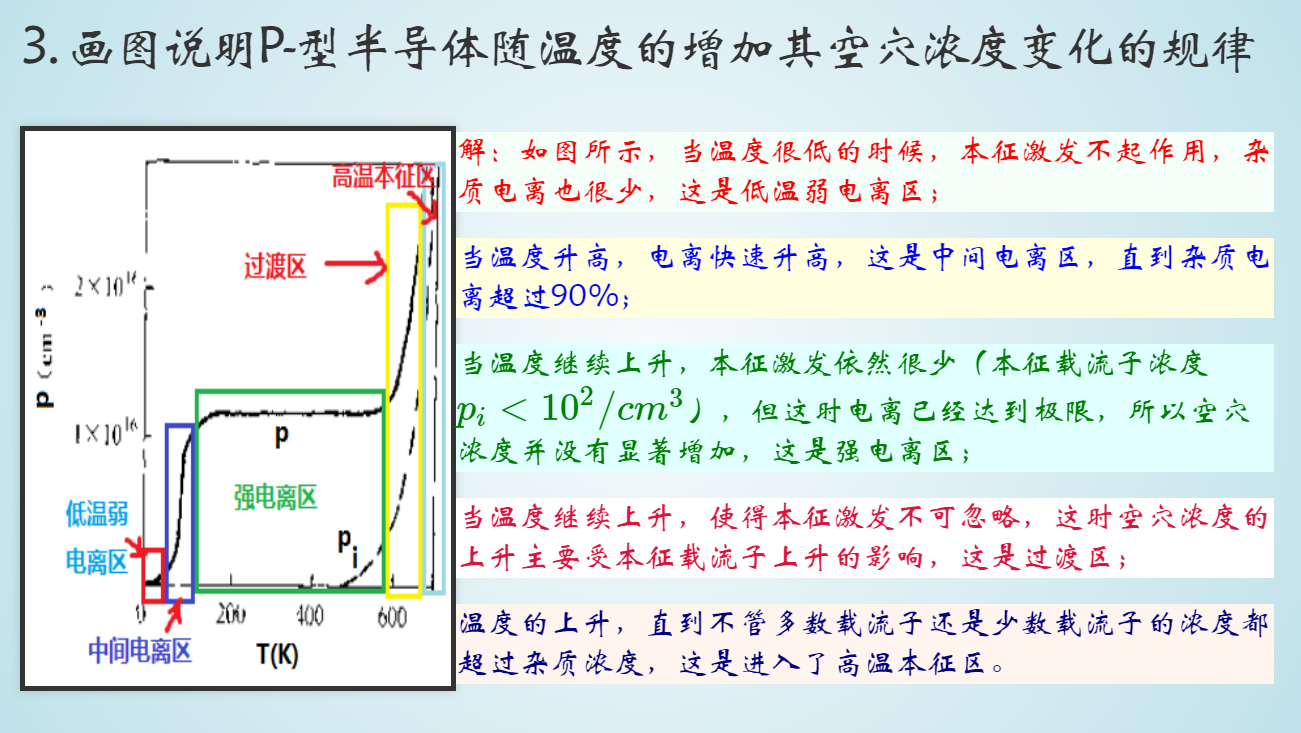 3. 画图说明P-型半导体随温度的增加其空穴浓度变化的规律
高温本征区
过渡区
2×10¹⁶
p (cm⁻³)
1×10¹⁶
p
强电离区
低温弱
电离区
pᵢ
0 200 400 600
中间电离区
T(K)
解：如图所示，当温度很低的时候，本征激发不起作用，杂
质电离也很少，这是低温弱电离区；
当温度升高，电离快速升高，这是中间电离区，直到杂质电
离超过90%；
当温度继续上升，本征激发依然很少（本征载流子浓度
pᵢ < 10²/cm³），但这时电离已经达到极限，所以空穴
浓度并没有显著增加，这是强电离区；
当温度继续上升，使得本征激发不可忽略，这时空穴浓度的
上升主要受本征载流子上升的影响，这是过渡区；
温度的上升，直到不管多数载流子还是少数载流子的浓度都
超过杂质浓度，这是进入了高温本征区。